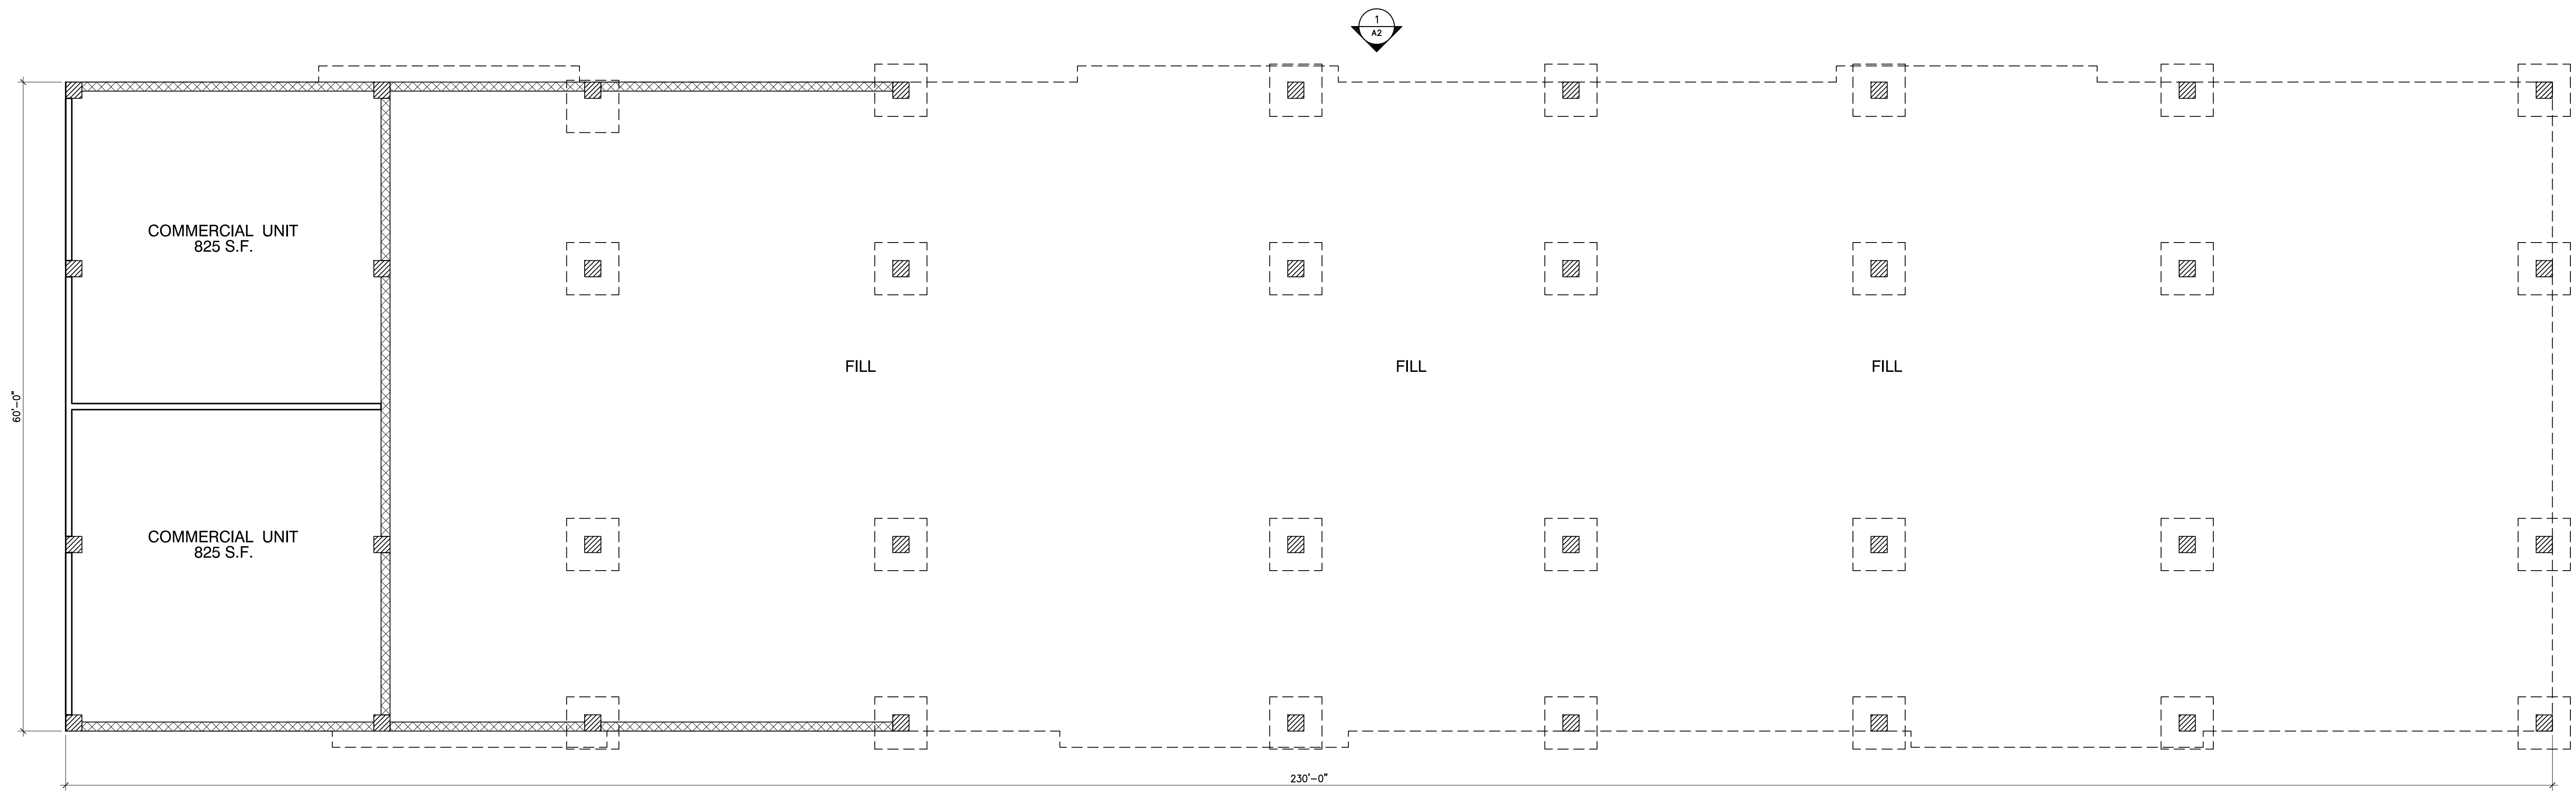 1
A2
COMMERCIAL UNIT
825 S.F.
FILL
FILL
FILL
60'-0"
COMMERCIAL UNIT
825 S.F.
230'-0"